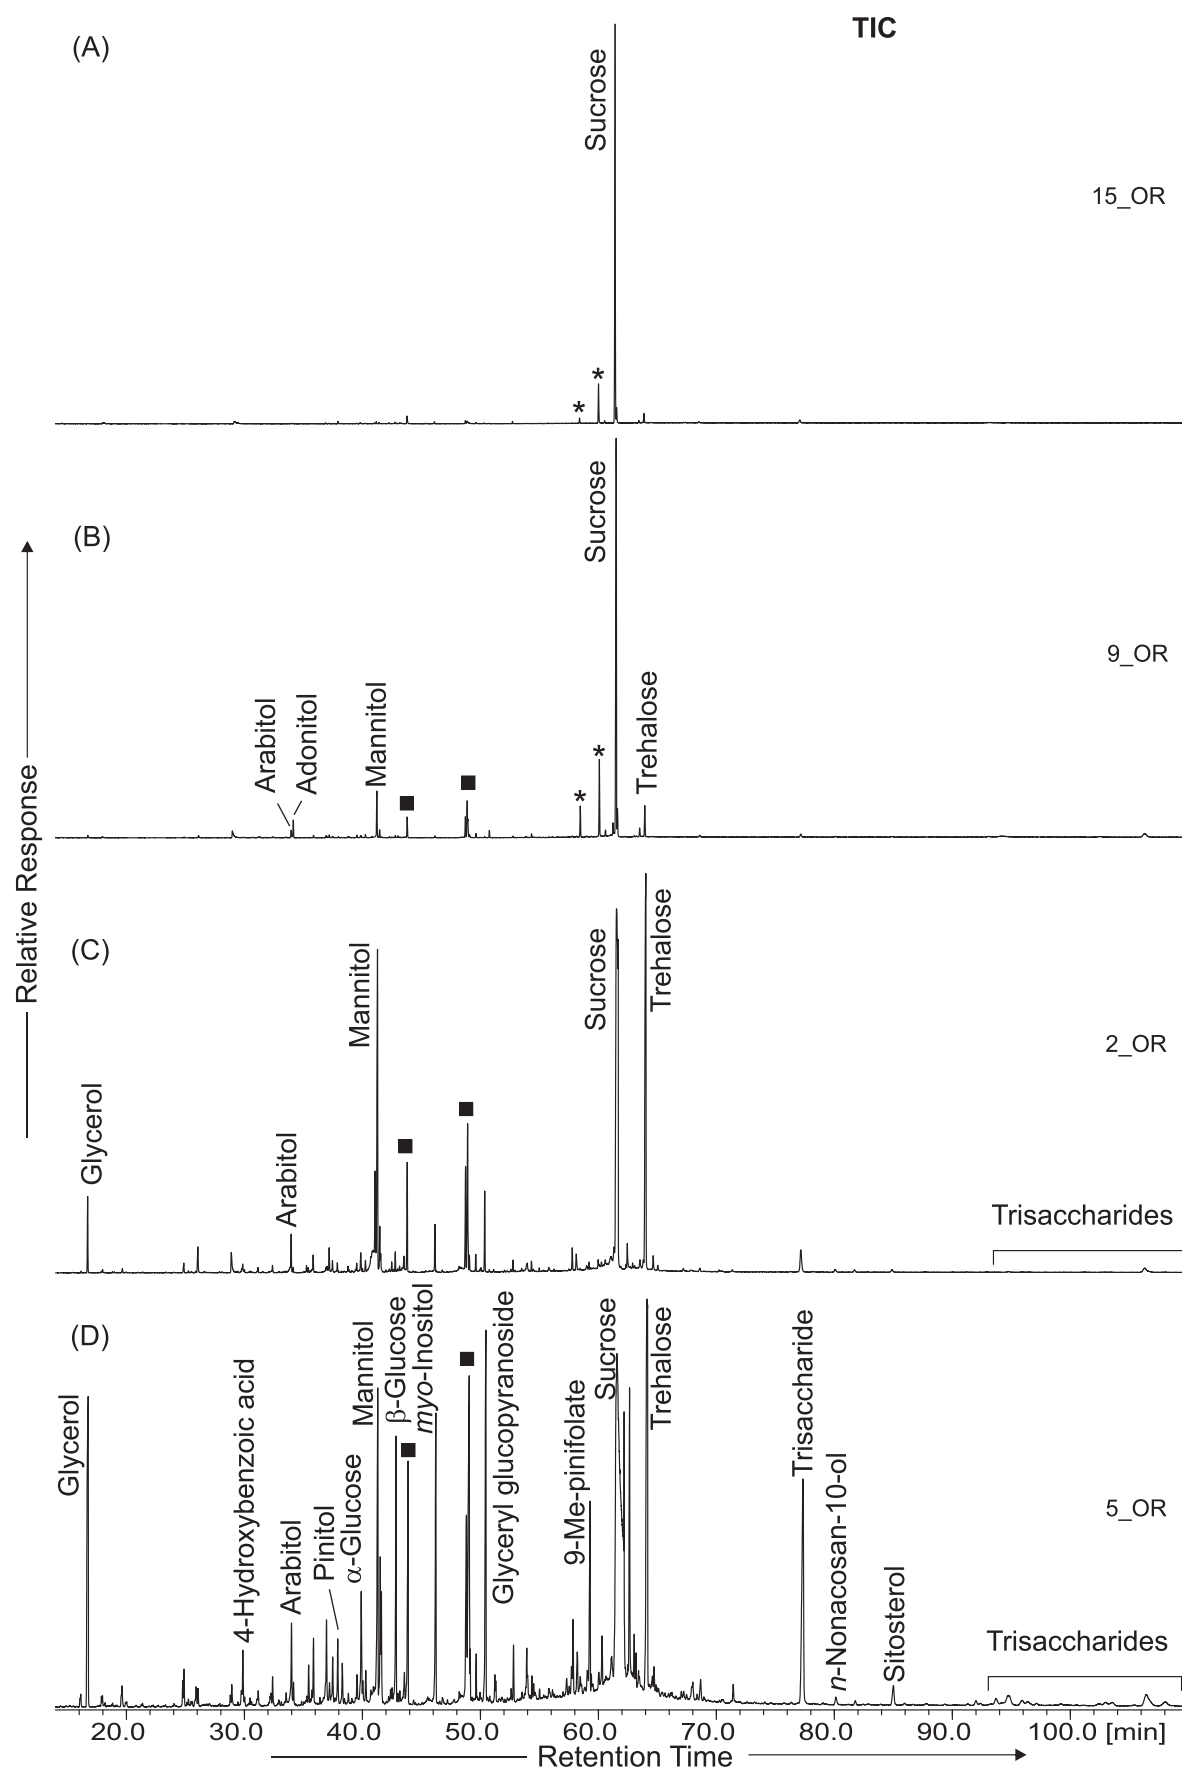 (A)
TIC
Sucrose
15_OR
*
*
(B)
Sucrose
9_OR
Arabitol
Adonitol
Mannitol
*
*
Trehalose
Relative Response
(C)
Glycerol
Arabitol
Mannitol
Sucrose
Trehalose
2_OR
Trisaccharides
(D)
Glycerol
4-Hydroxybenzoic acid
Arabitol
Pinitol
α-Glucose
Mannitol
β-Glucose
myo-Inositol
Glyceryl glucopyranoside
9-Me-pinifolate
Sucrose
Trehalose
Trisaccharide
n-Nonacosan-10-ol
Sitosterol
5_OR
Trisaccharides
20.0 30.0 40.0 50.0 60.0 70.0 80.0 90.0 100.0 [min]
Retention Time